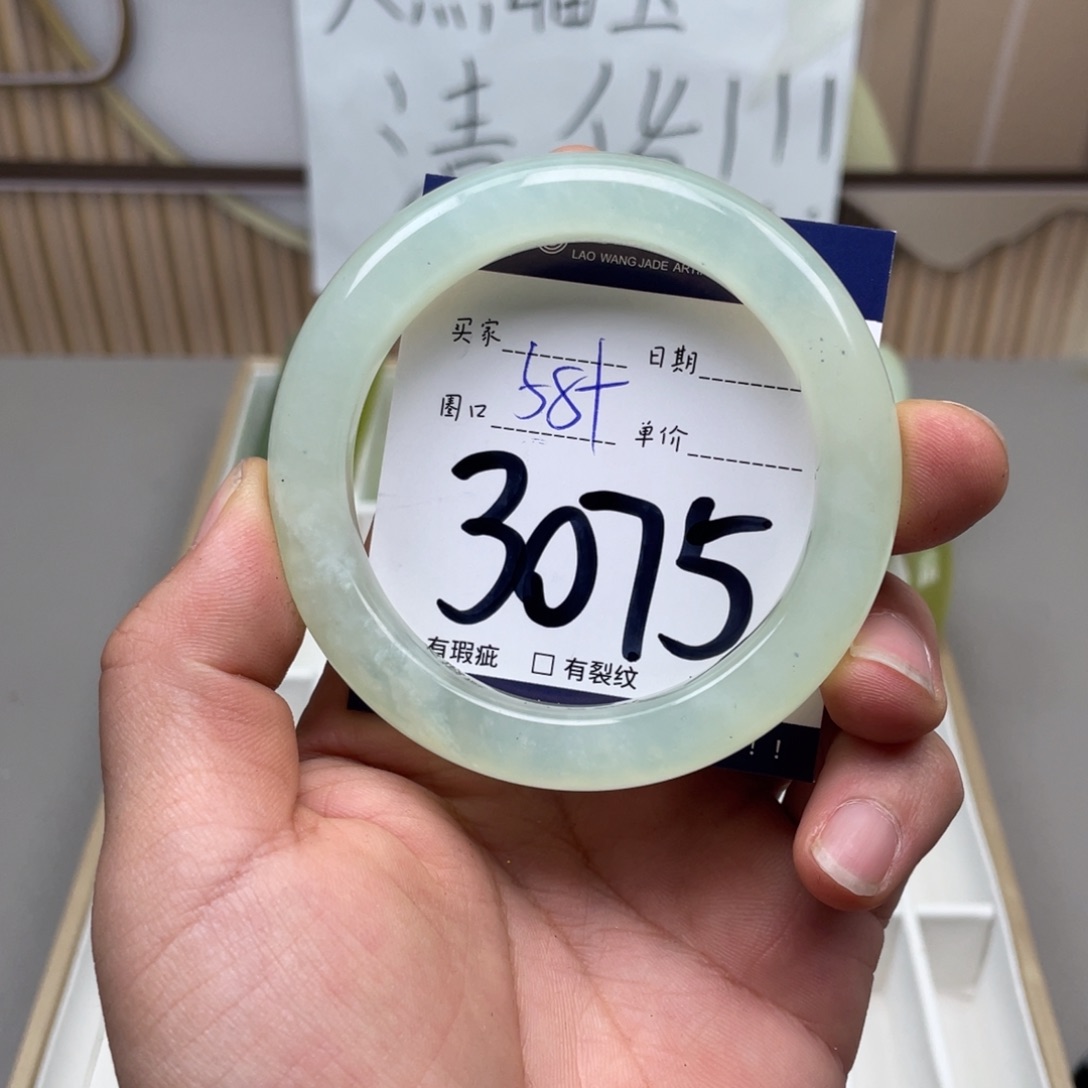 清货!!!
LAO WANG JADE
买家 日期
圈口 58+ 单价
3075
有瑕疵 □ 有裂纹
!!